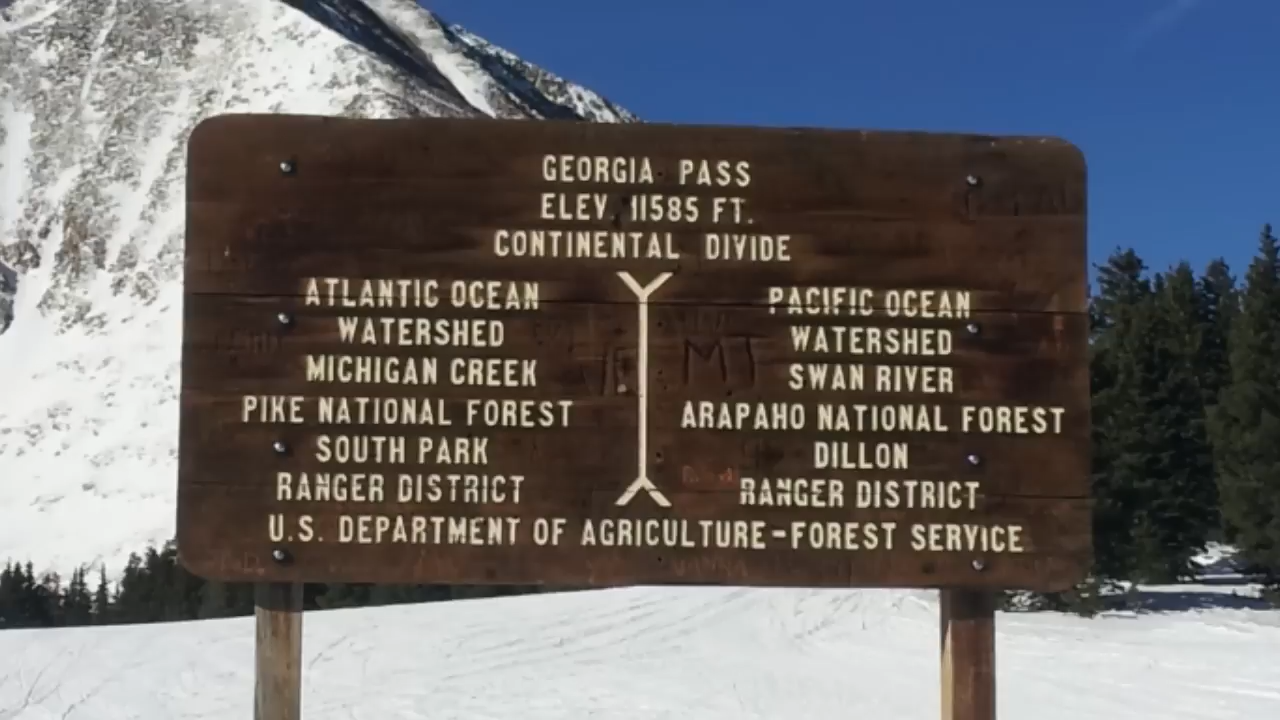 GEORGIA PASS
ELEV. 11585 FT.
CONTINENTAL DIVIDE
ATLANTIC OCEAN
WATERSHED
MICHIGAN CREEK
PIKE NATIONAL FOREST
SOUTH PARK
RANGER DISTRICT
PACIFIC OCEAN
WATERSHED
SWAN RIVER
ARAPAHO NATIONAL FOREST
DILLON
RANGER DISTRICT
U.S. DEPARTMENT OF AGRICULTURE-FOREST SERVICE
MT